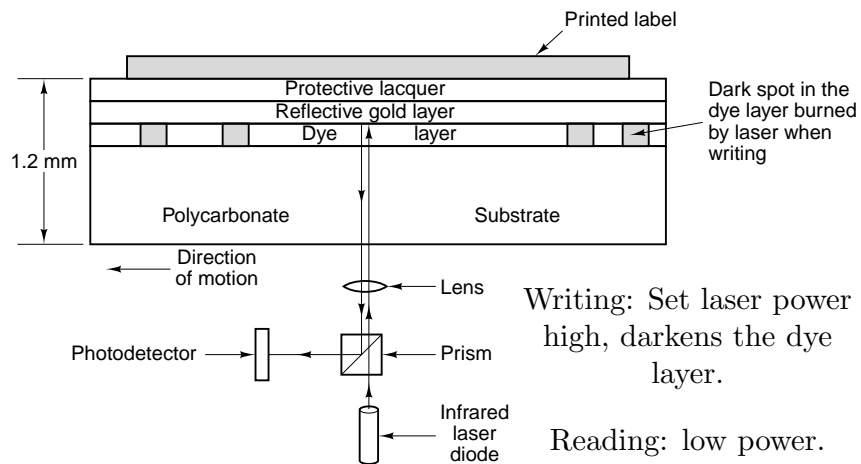 Printed label
Protective lacquer
Reflective gold layer
Dye layer
Dark spot in the
dye layer burned
by laser when
writing
1.2 mm
Polycarbonate Substrate
Direction
of motion
Lens
Photodetector
Prism
Infrared
laser
diode
Writing: Set laser power
high, darkens the dye
layer.
Reading: low power.